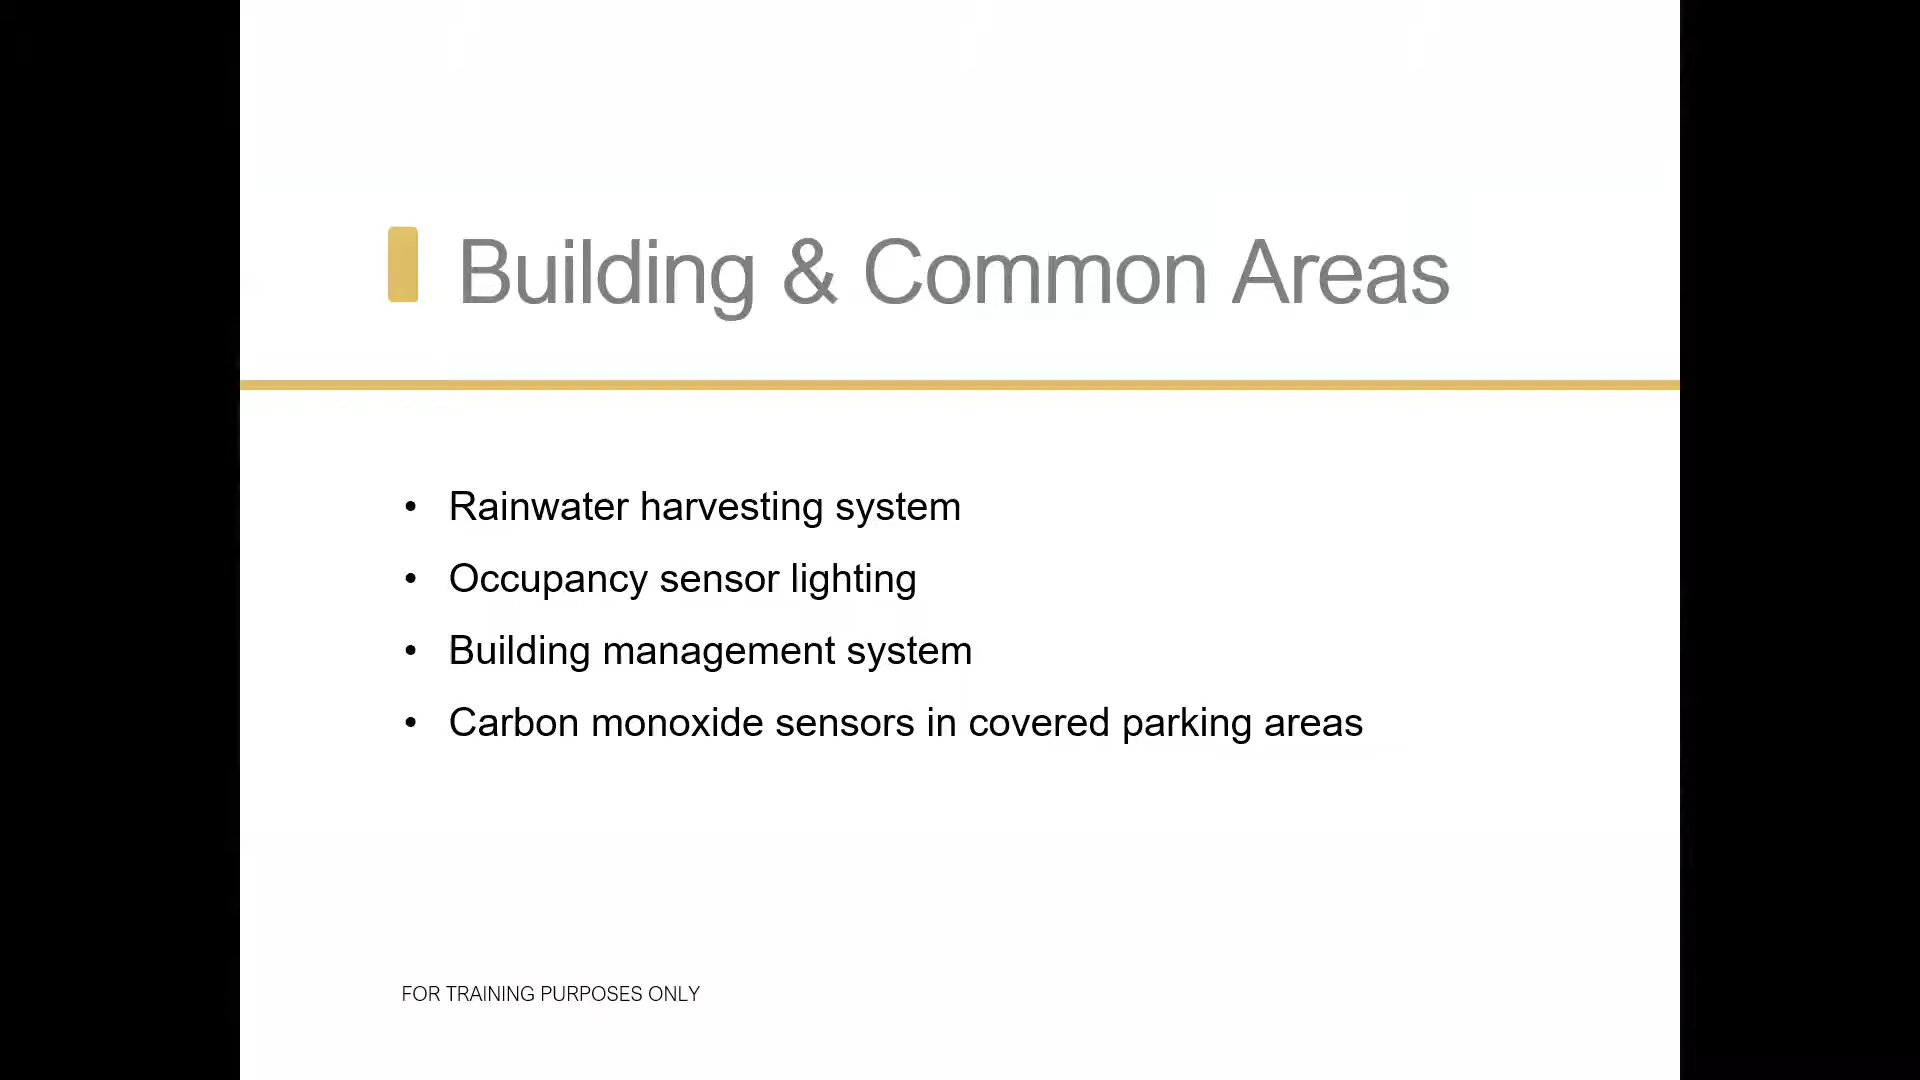 Building & Common Areas
• Rainwater harvesting system
• Occupancy sensor lighting
• Building management system
• Carbon monoxide sensors in covered parking areas
FOR TRAINING PURPOSES ONLY